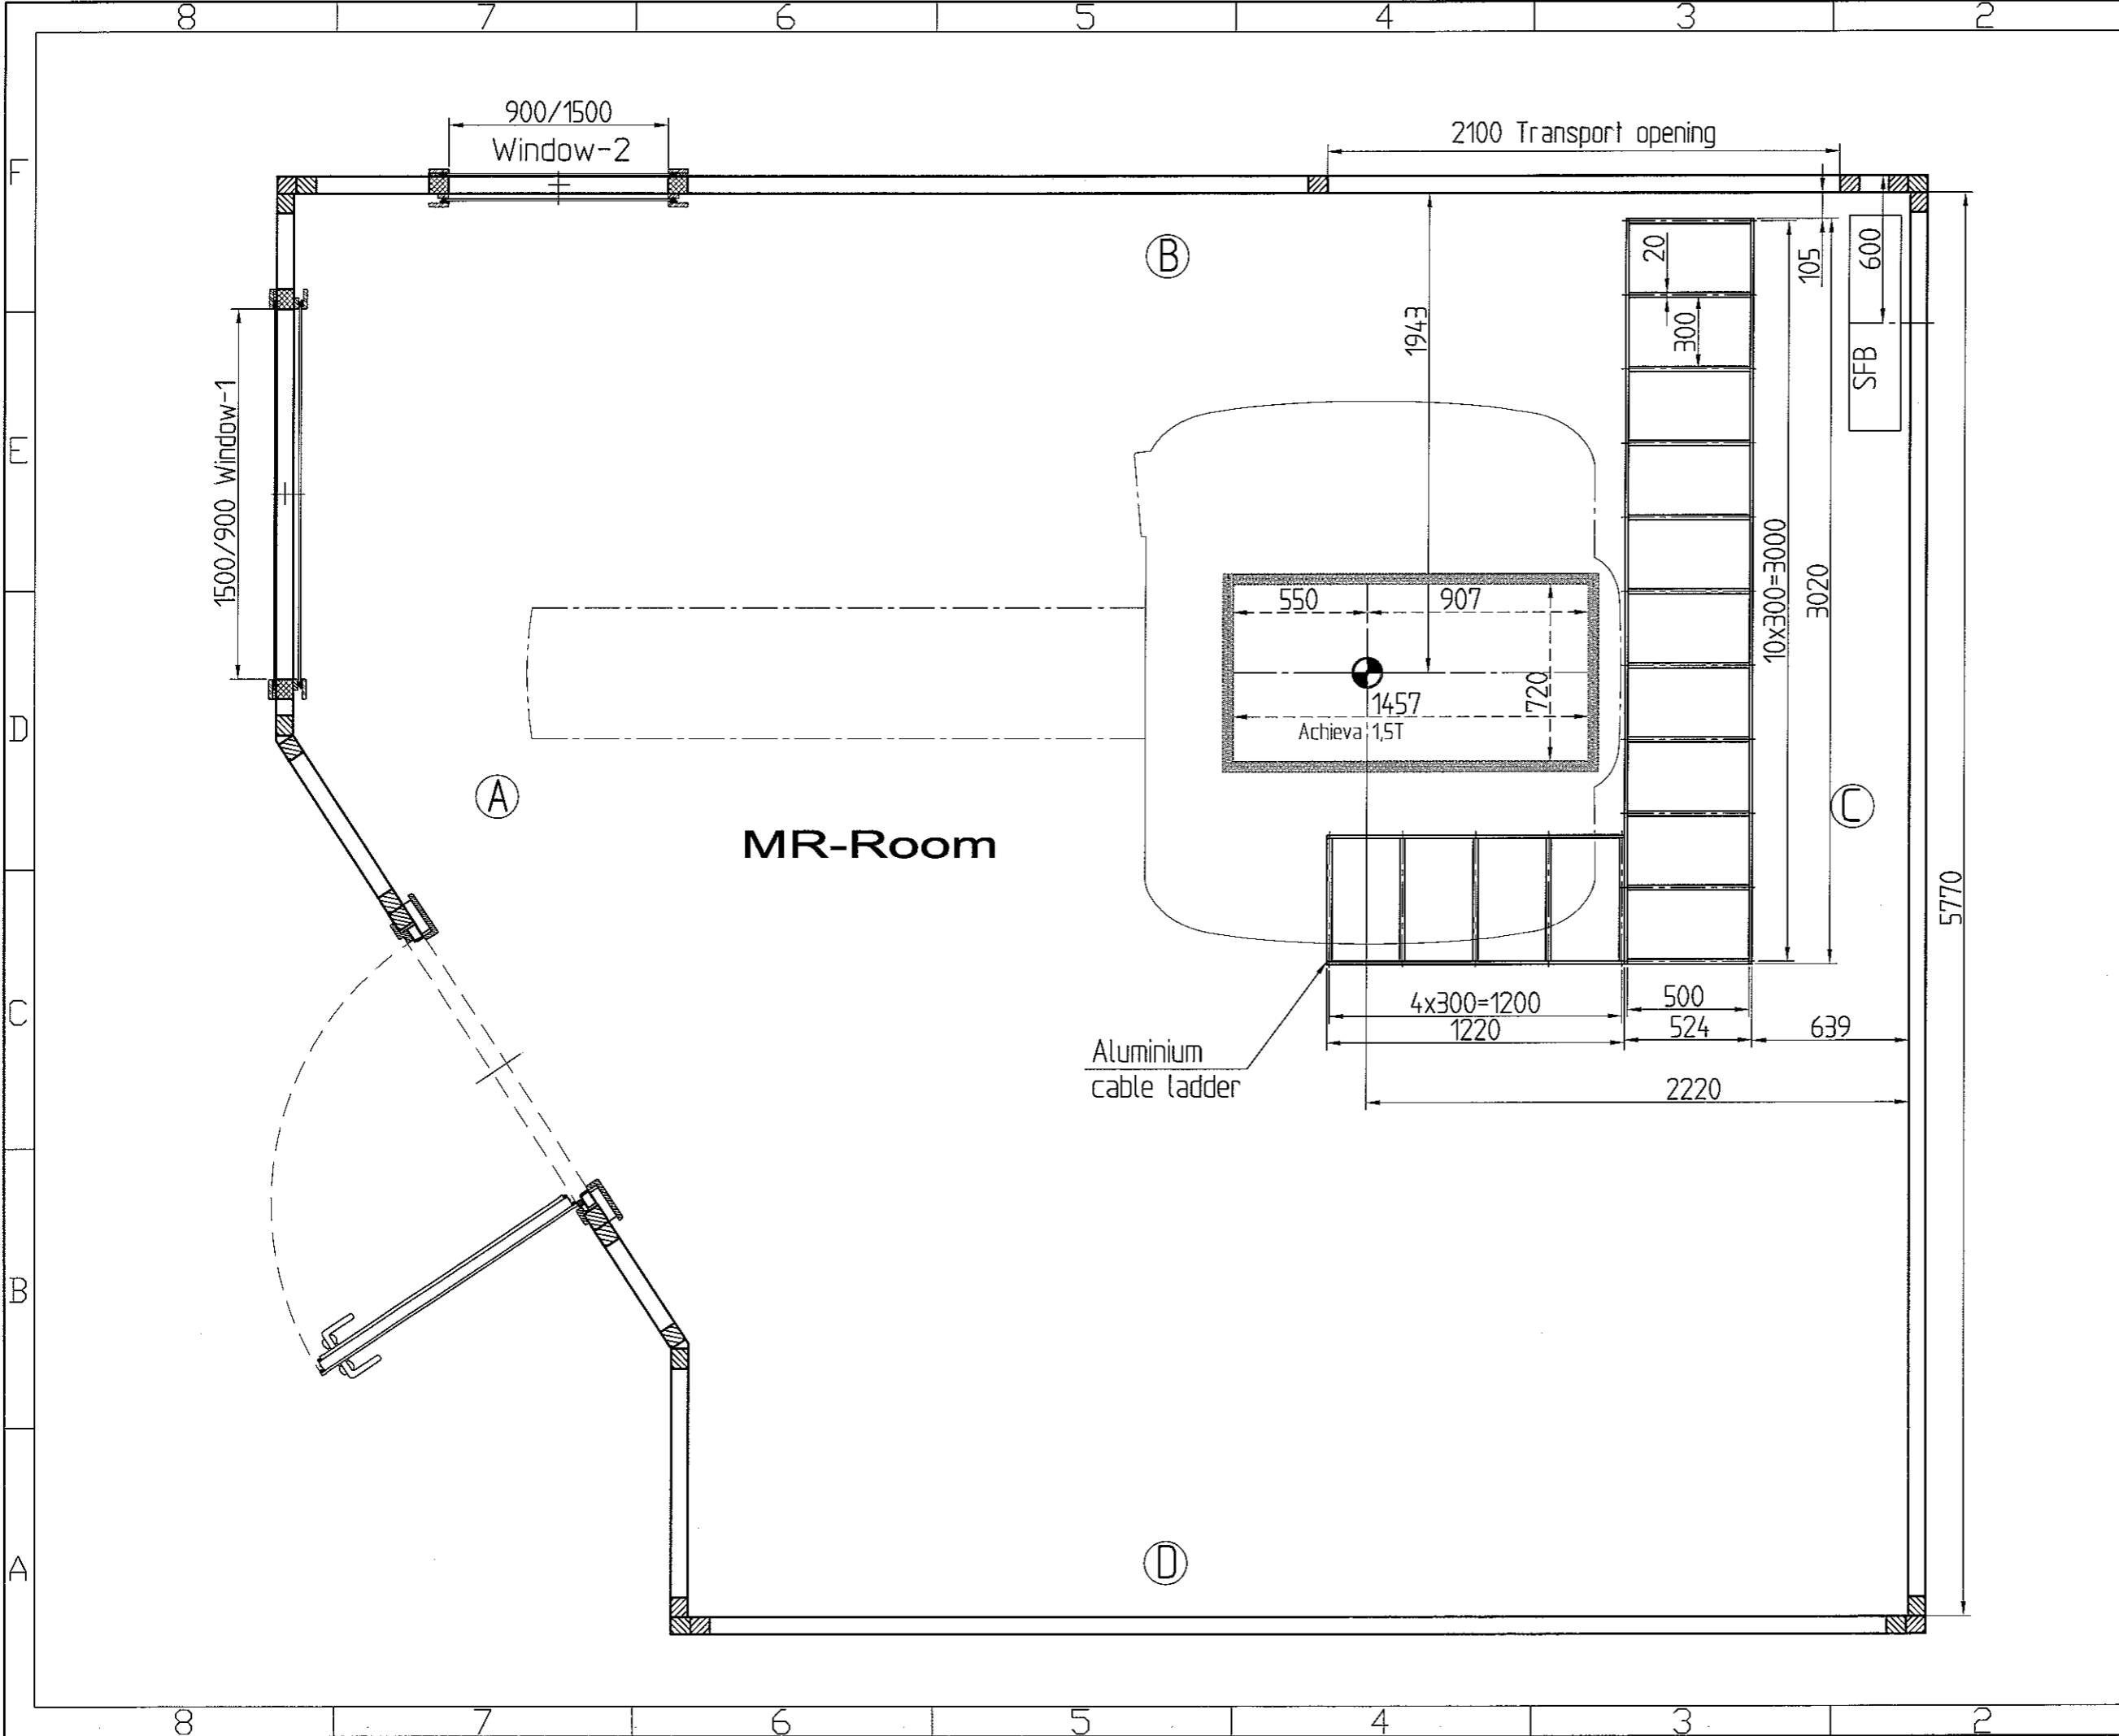 8 7 6 5 4 3 2
F
E
D
C
B
A
900/1500
Window-2
2100 Transport opening
B
20
300
105
600
SFB
1943
1500/900 Window-1
550
907
10x300=3000
3020
1457
720
Achieva 1,5T
A
C
MR-Room
5770
4x300=1200
500
1220
524
639
Aluminium
cable ladder
2220
D
8 7 6 5 4 3 2